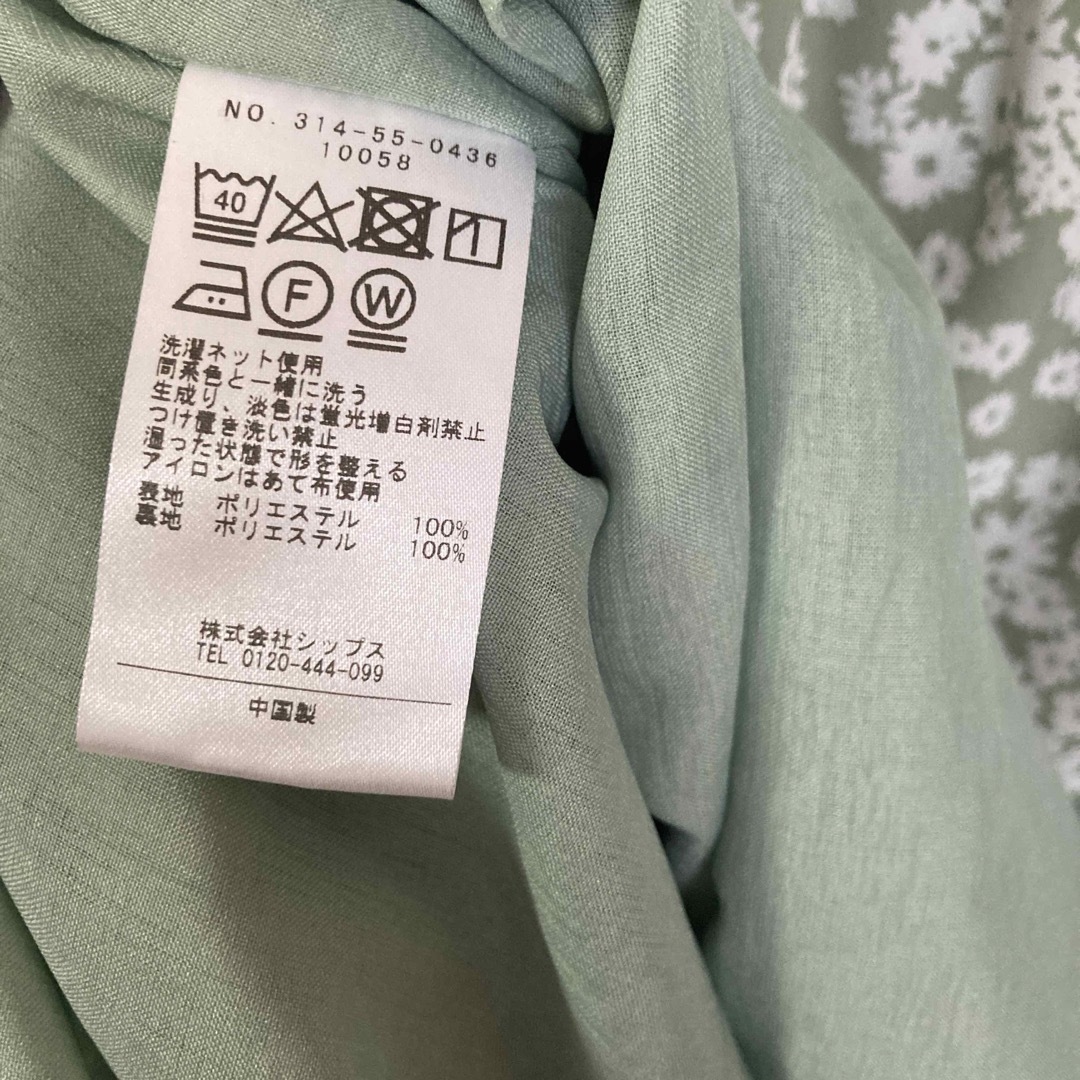 NO. 314-55-0436
10058
40
F W
洗濯ネット使用
同系色と一緒に洗う
生成り、淡色は蛍光増白剤禁止
つけ置き洗い禁止
湿った状態で形を整える
アイロンはあて布使用
表地 ポリエステル 100%
裏地 ポリエステル 100%
株式会社シップス
TEL 0120-444-099
中国製